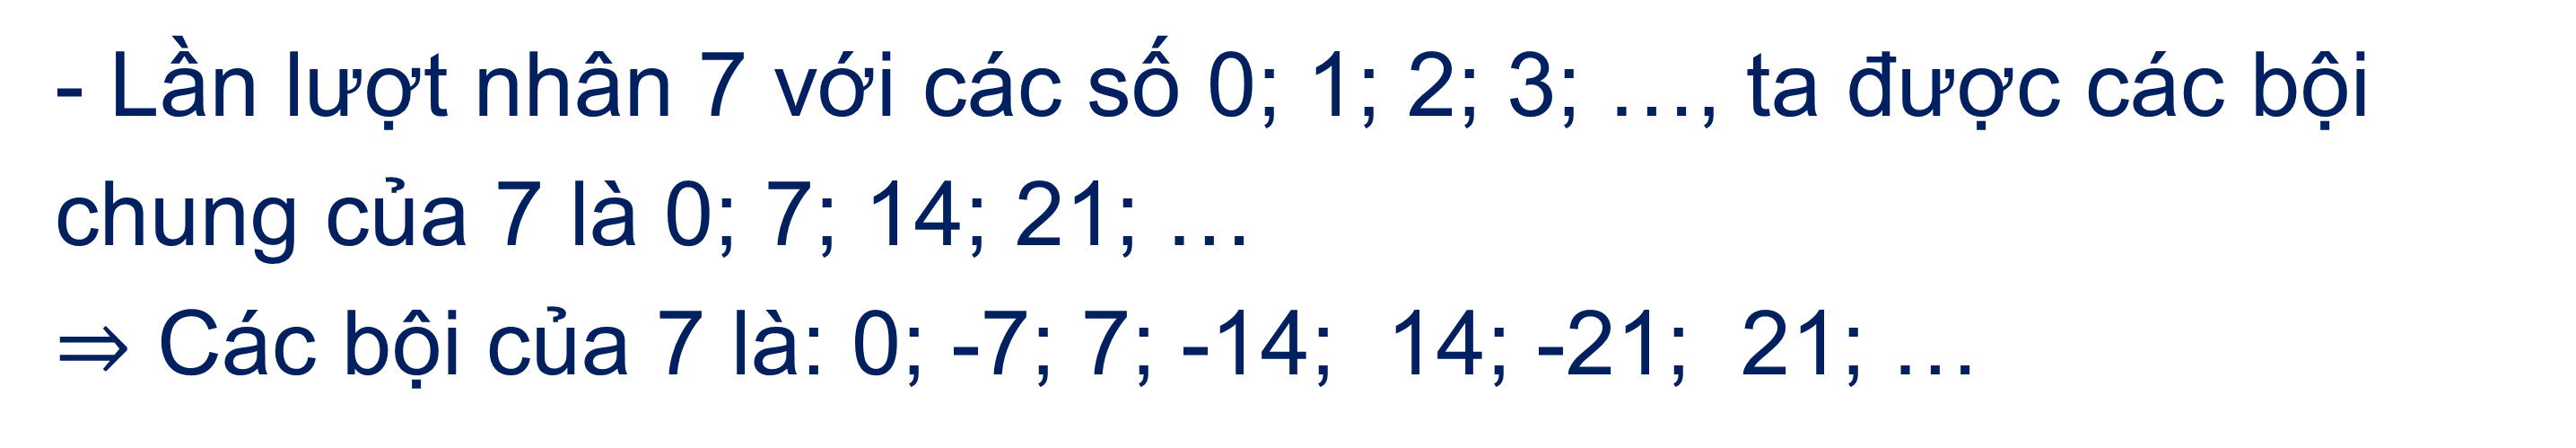 - Lần lượt nhân 7 với các số 0; 1; 2; 3; …, ta được các bội
chung của 7 là 0; 7; 14; 21; …
⇒ Các bội của 7 là: 0; -7; 7; -14; 14; -21; 21; …